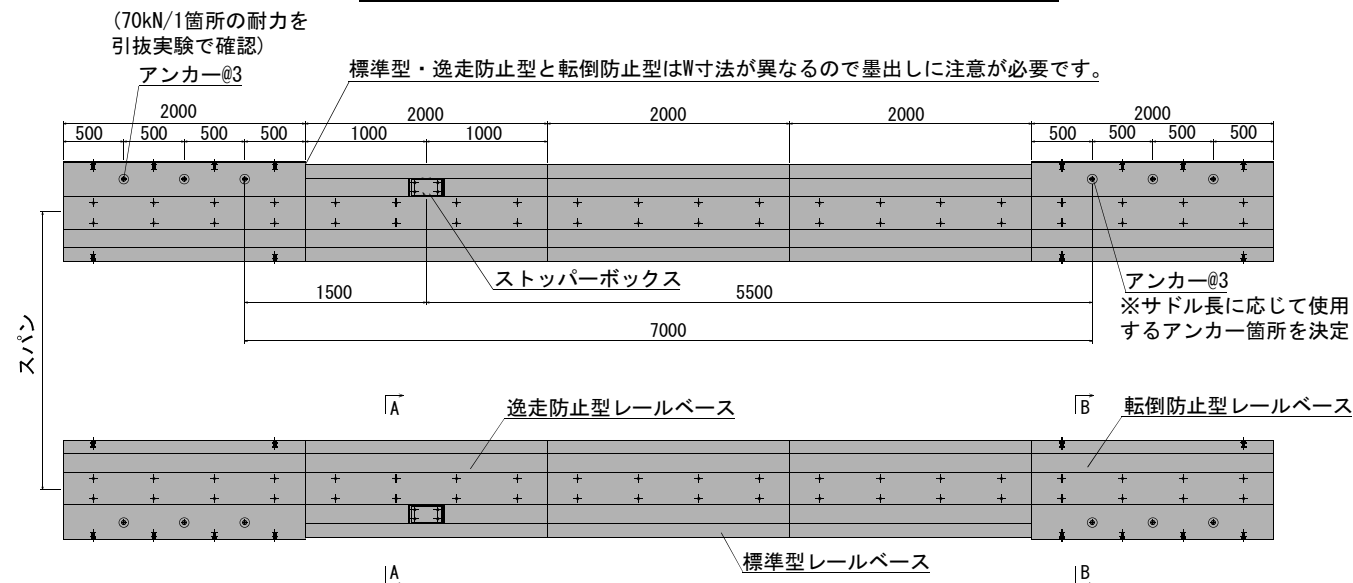 (70kN/1箇所の耐力を
引抜実験で確認)
アンカー@3
標準型・逸走防止型と転倒防止型はW寸法が異なるので墨出しに注意が必要です。
2000
2000
2000
2000
2000
500
500
500
500
1000
1000
500
500
500
500
ストッパーボックス
1500
5500
7000
アンカー@3
※サドル長に応じて使用
するアンカー箇所を決定
スパン
A
逸走防止型レールベース
B
転倒防止型レールベース
標準型レールベース
A
B